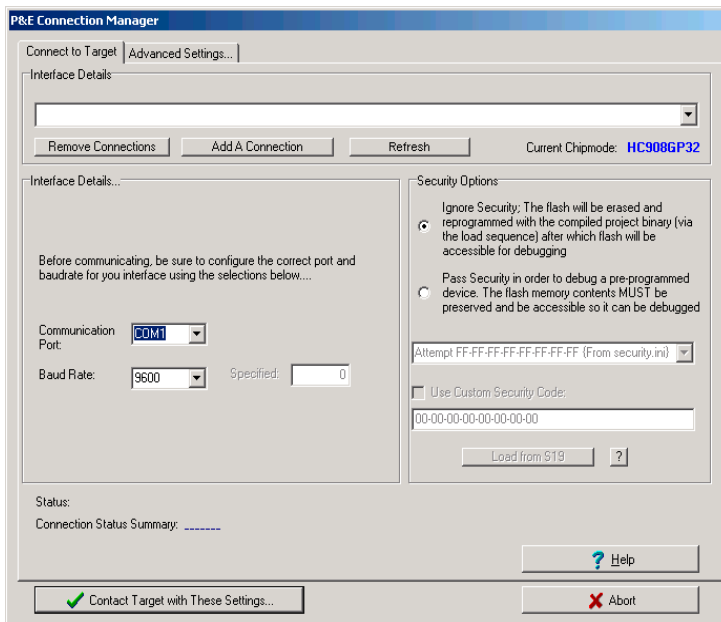 P&E Connection Manager
Connect to Target
Advanced Settings...
Interface Details
Remove Connections
Add A Connection
Refresh
Current Chipmode: HC908GP32
Interface Details...
Before communicating, be sure to configure the correct port and
baudrate for you interface using the selections below....
Communication
Port:
COM1
Baud Rate:
9600
Specified:
0
Security Options
Ignore Security; The flash will be erased and
reprogrammed with the compiled project binary (via
the load sequence) after which flash will be
accessible for debugging
Pass Security in order to debug a pre-programmed
device. The flash memory contents MUST be
preserved and be accessible so it can be debugged
Attempt FF-FF-FF-FF-FF-FF-FF-FF (From security.ini)
Use Custom Security Code:
00-00-00-00-00-00-00-00
Load from S19
?
Status:
Connection Status Summary: _______
? Help
Contact Target with These Settings...
Abort